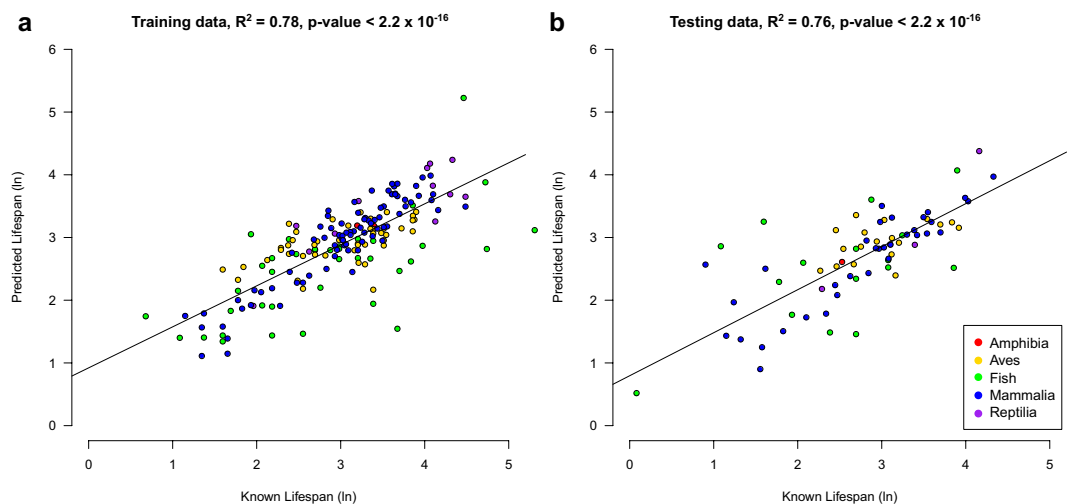 a
Training data, R² = 0.78, p-value < 2.2 x 10⁻¹⁶
6
5
4
3
2
1
0
Predicted Lifespan (ln)
0 1 2 3 4 5
Known Lifespan (ln)
b
Testing data, R² = 0.76, p-value < 2.2 x 10⁻¹⁶
6
5
4
3
2
1
0
Predicted Lifespan (ln)
Amphibia
Aves
Fish
Mammalia
Reptilia
0 1 2 3 4 5
Known Lifespan (ln)